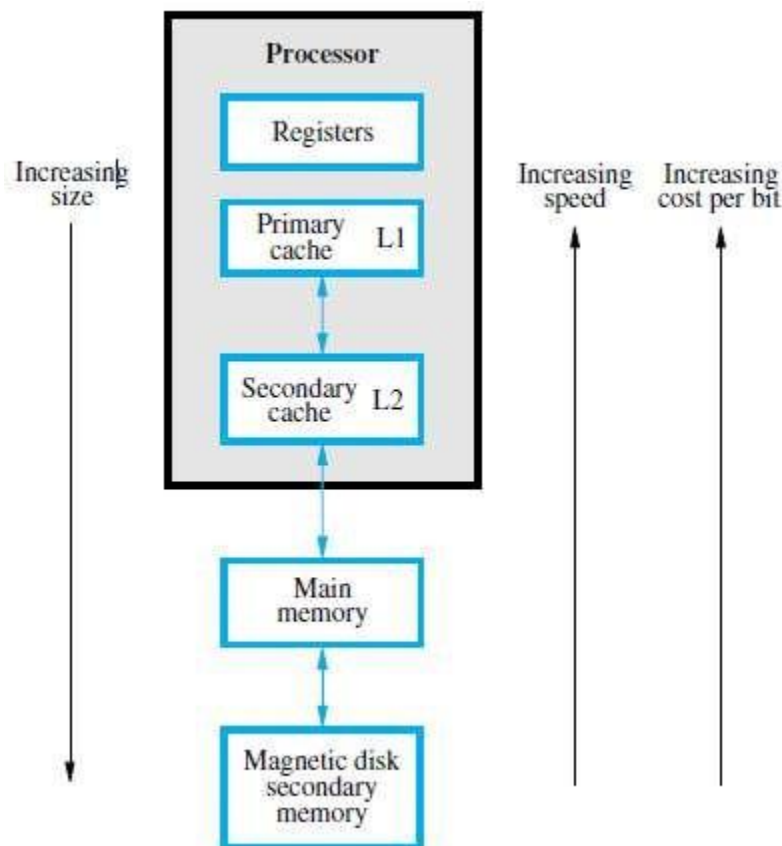 Processor
Registers
Increasing
size
Increasing
speed
Increasing
cost per bit
Primary
cache
L1
Secondary
cache
L2
Main
memory
Magnetic disk
secondary
memory